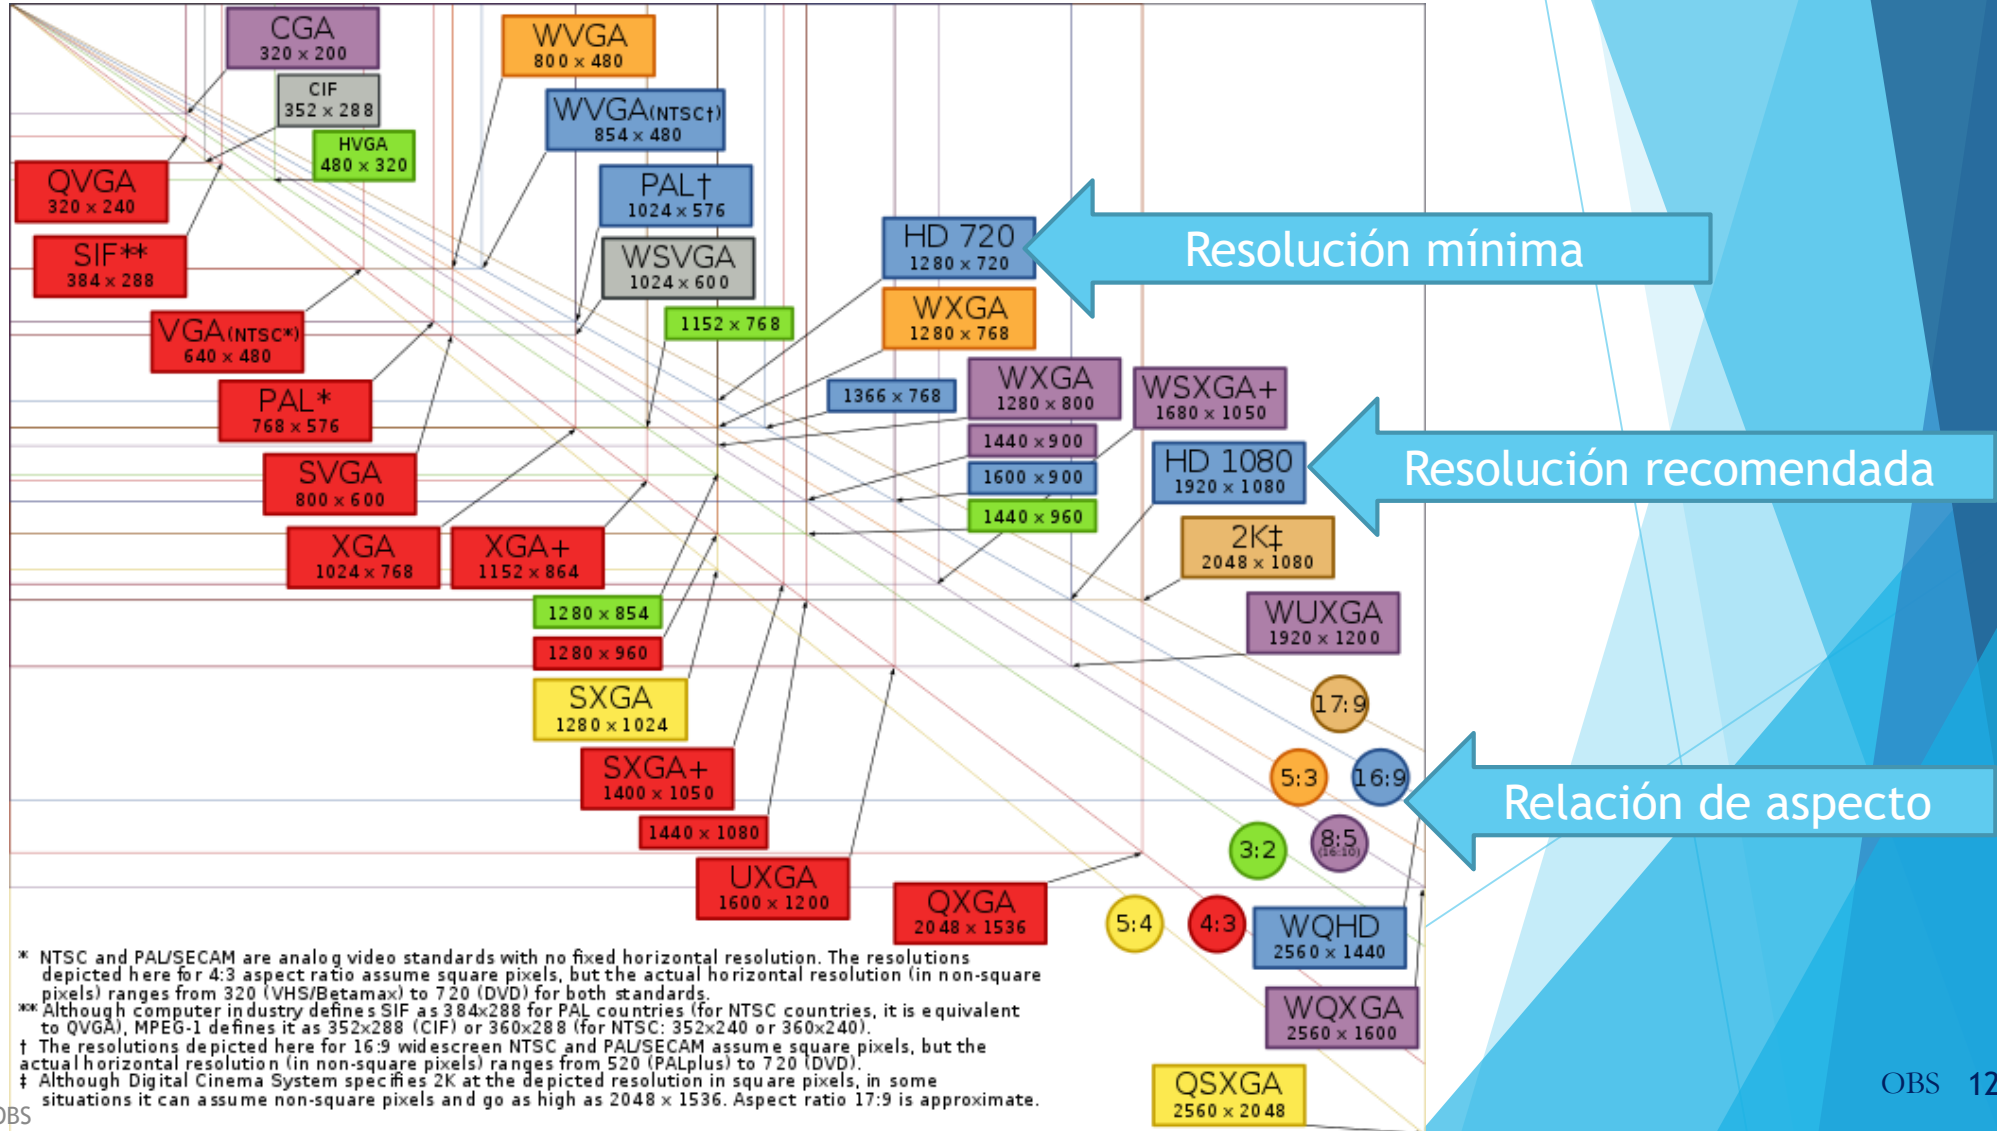 CGA
320 x 200
CIF
352 x 288
HVGA
480 x 320
QVGA
320 x 240
SIF**
384 x 288
VGA(NTSC*)
640 x 480
PAL*
768 x 576
SVGA
800 x 600
XGA
1024 x 768
XGA+
1152 x 864
WVGA
800 x 480
WVGA(NTSC†)
854 x 480
PAL†
1024 x 576
WSVGA
1024 x 600
1152 x 768
HD 720
1280 x 720
Resolución mínima
WXGA
1280 x 768
1366 x 768
WXGA
1280 x 800
WSXGA+
1680 x 1050
1440 x 900
1600 x 900
1440 x 960
HD 1080
1920 x 1080
Resolución recomendada
2K‡
2048 x 1080
WUXGA
1920 x 1200
1280 x 854
1280 x 960
SXGA
1280 x 1024
SXGA+
1400 x 1050
1440 x 1080
UXGA
1600 x 1200
QXGA
2048 x 1536
17:9
5:3
16:9
Relación de aspecto
3:2
8:5
(16:10)
5:4
4:3
WQHD
2560 x 1440
WQXGA
2560 x 1600
QSXGA
2560 x 2048
* NTSC and PAL/SECAM are analog video standards with no fixed horizontal resolution. The resolutions
depicted here for 4:3 aspect ratio assume square pixels, but the actual horizontal resolution (in non-square
pixels) ranges from 320 (VHS/Betamax) to 720 (DVD) for both standards.
** Although computer industry defines SIF as 384x288 for PAL countries (for NTSC countries, it is equivalent
to QVGA), MPEG-1 defines it as 352x288 (CIF) or 360x288 (for NTSC: 352x240 or 360x240).
† The resolutions depicted here for 16:9 widescreen NTSC and PAL/SECAM assume square pixels, but the
actual horizontal resolution (in non-square pixels) ranges from 520 (PALplus) to 720 (DVD).
‡ Although Digital Cinema System specifies 2K at the depicted resolution in square pixels, in some
situations it can assume non-square pixels and go as high as 2048 x 1536. Aspect ratio 17:9 is approximate.
OBS
OBS 12